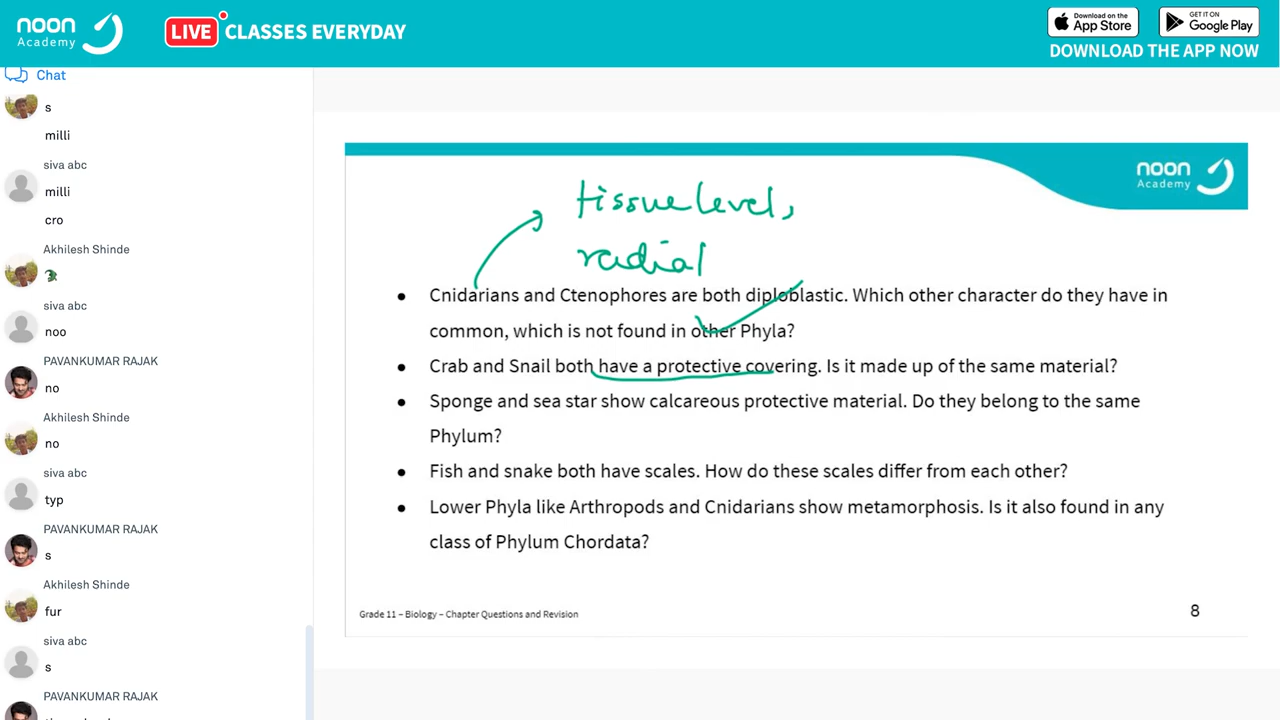 noon
Academy
LIVE CLASSES EVERYDAY
Download on the
App Store
GET IT ON
Google Play
DOWNLOAD THE APP NOW
Chat
s
milli
siva abc
milli
cro
Akhilesh Shinde
siva abc
noo
PAVANKUMAR RAJAK
no
Akhilesh Shinde
no
siva abc
typ
PAVANKUMAR RAJAK
s
Akhilesh Shinde
fur
siva abc
s
PAVANKUMAR RAJAK
noon
Academy
tissue level,
radial
• Cnidarians and Ctenophores are both diploblastic. Which other character do they have in
common, which is not found in other Phyla?
• Crab and Snail both have a protective covering. Is it made up of the same material?
• Sponge and sea star show calcareous protective material. Do they belong to the same
Phylum?
• Fish and snake both have scales. How do these scales differ from each other?
• Lower Phyla like Arthropods and Cnidarians show metamorphosis. Is it also found in any
class of Phylum Chordata?
Grade 11 – Biology – Chapter Questions and Revision
8